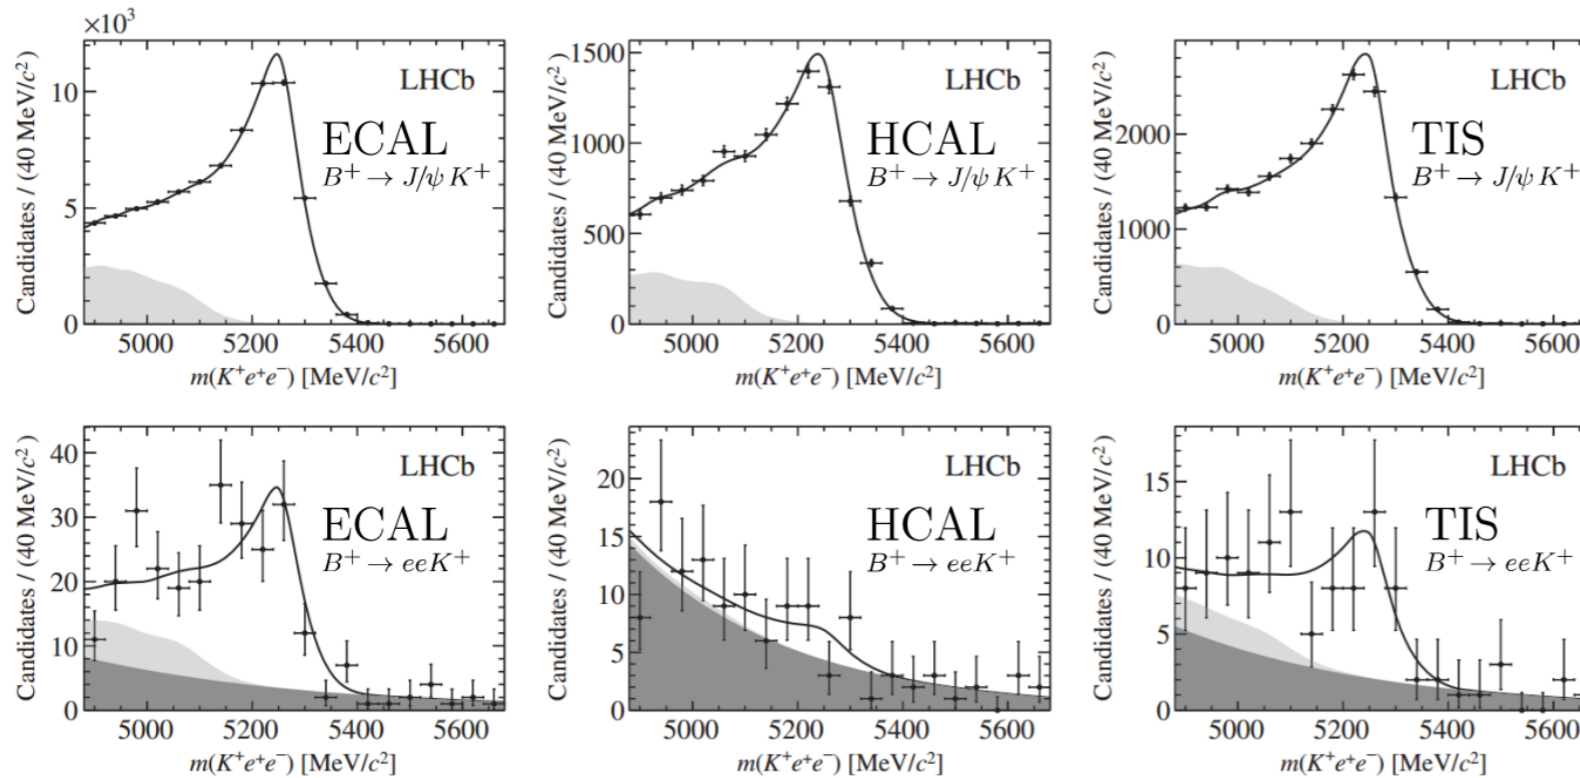 ×10³
LHCb
ECAL
B⁺ → J/ψ K⁺
Candidates / (40 MeV/c²)
10
5
0
5000 5200 5400 5600
m(K⁺e⁺e⁻) [MeV/c²]
LHCb
HCAL
B⁺ → J/ψ K⁺
Candidates / (40 MeV/c²)
1500
1000
500
0
5000 5200 5400 5600
m(K⁺e⁺e⁻) [MeV/c²]
LHCb
TIS
B⁺ → J/ψ K⁺
Candidates / (40 MeV/c²)
2000
1000
0
5000 5200 5400 5600
m(K⁺e⁺e⁻) [MeV/c²]
LHCb
ECAL
B⁺ → eeK⁺
Candidates / (40 MeV/c²)
40
30
20
10
0
5000 5200 5400 5600
m(K⁺e⁺e⁻) [MeV/c²]
LHCb
HCAL
B⁺ → eeK⁺
Candidates / (40 MeV/c²)
20
15
10
5
0
5000 5200 5400 5600
m(K⁺e⁺e⁻) [MeV/c²]
LHCb
TIS
B⁺ → eeK⁺
Candidates / (40 MeV/c²)
15
10
5
0
5000 5200 5400 5600
m(K⁺e⁺e⁻) [MeV/c²]